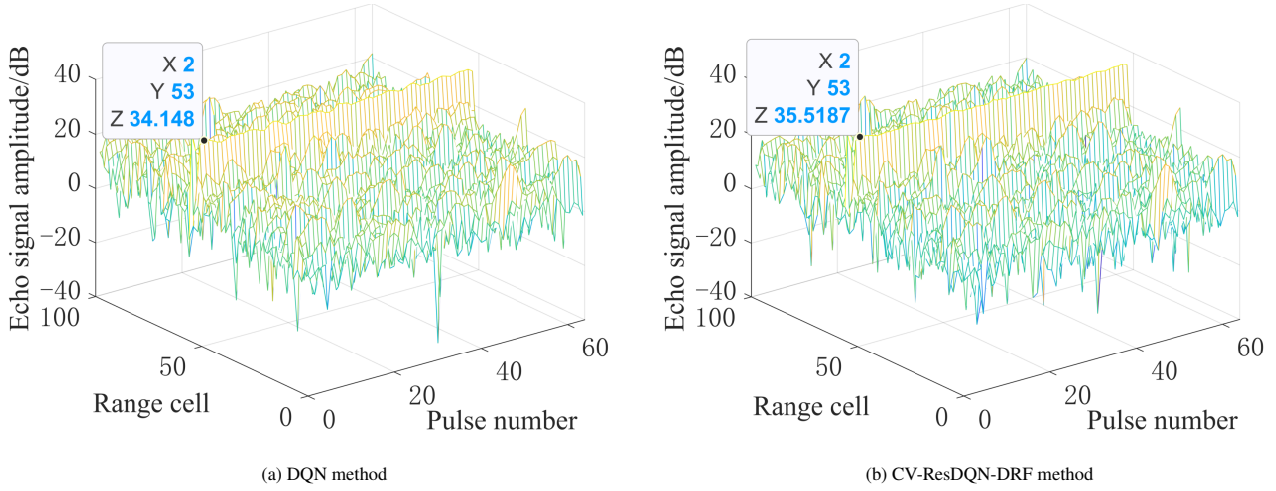 X 2
Y 53
Z 34.148
Echo signal amplitude/dB
40
20
0
−20
−40
100
50
0
Range cell
0
20
40
60
Pulse number
(a) DQN method
X 2
Y 53
Z 35.5187
Echo signal amplitude/dB
40
20
0
−20
−40
100
50
0
Range cell
0
20
40
60
Pulse number
(b) CV-ResDQN-DRF method